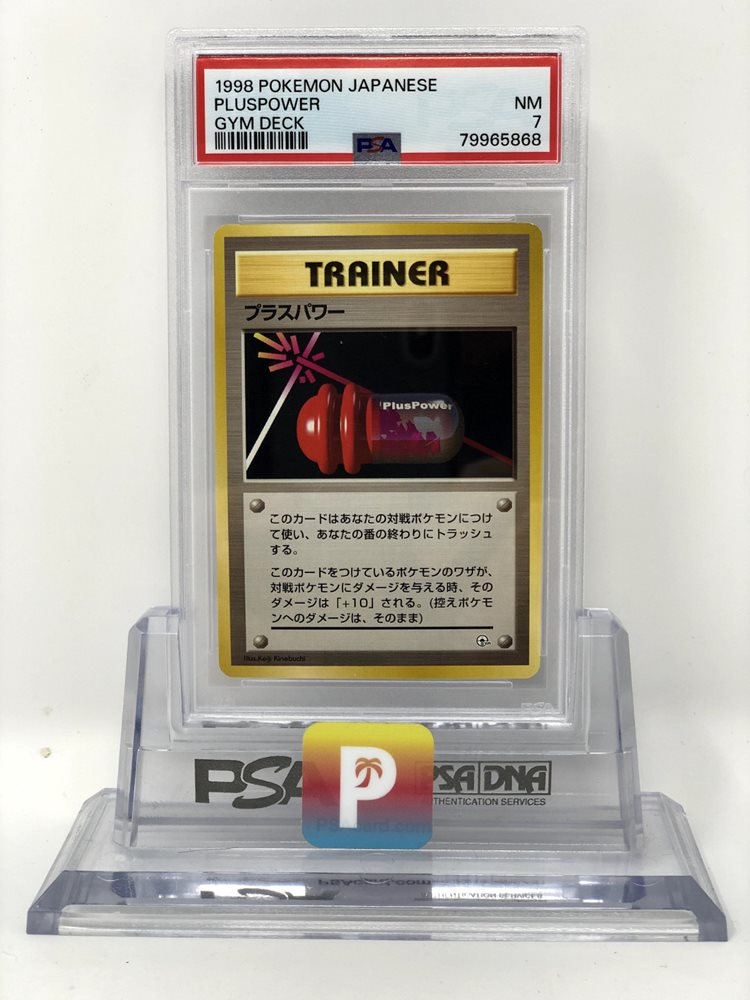 1998 POKEMON JAPANESE
PLUSPOWER NM
GYM DECK 7
PSA 79965868
TRAINER
プラスパワー
PlusPower
このカードはあなたの対戦ポケモンにつけ
て使い、あなたの番の終わりにトラッシュ
する。
このカードをつけているポケモンのワザが、
対戦ポケモンにダメージを与える時、その
ダメージは「+10」される。(控えポケモ
ンへのダメージは、そのまま)
Illus.Keiji Kinebuchi
PSA
P
PSA DNA
THENTICATION SERVICES
PSAcard.com